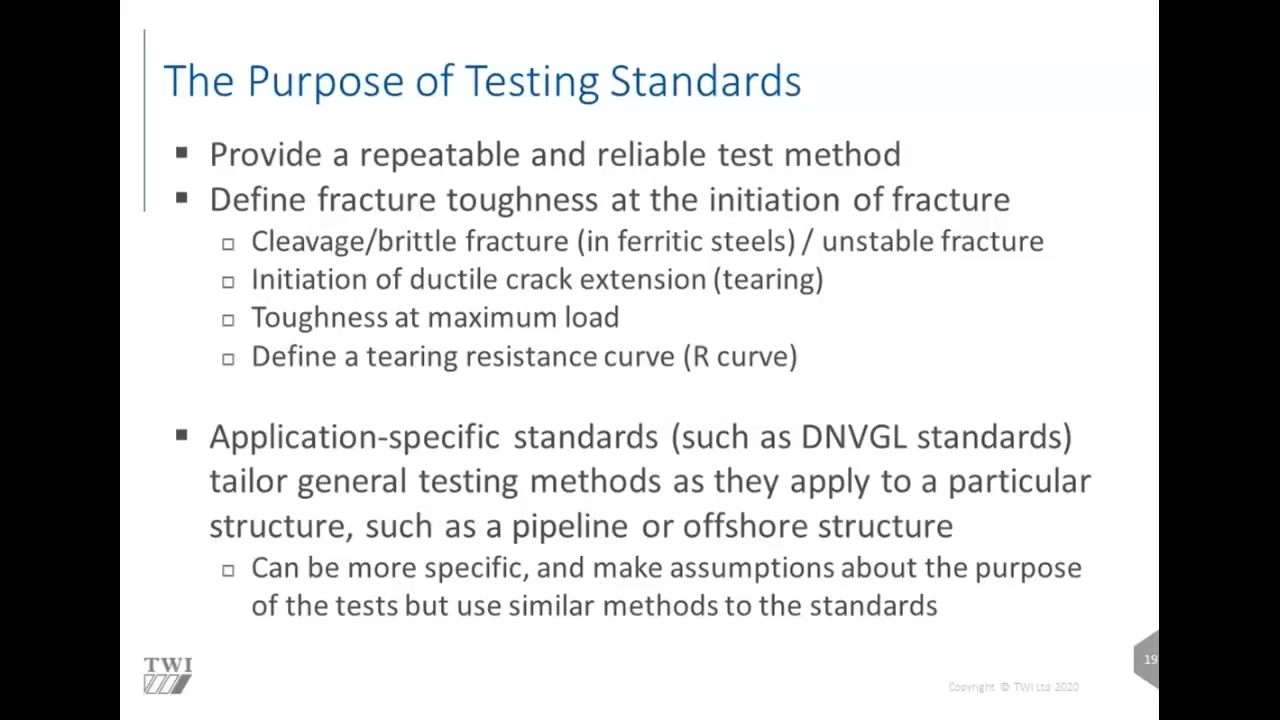 The Purpose of Testing Standards
▪ Provide a repeatable and reliable test method
▪ Define fracture toughness at the initiation of fracture
▫ Cleavage/brittle fracture (in ferritic steels) / unstable fracture
▫ Initiation of ductile crack extension (tearing)
▫ Toughness at maximum load
▫ Define a tearing resistance curve (R curve)
▪ Application-specific standards (such as DNVGL standards)
tailor general testing methods as they apply to a particular
structure, such as a pipeline or offshore structure
▫ Can be more specific, and make assumptions about the purpose
of the tests but use similar methods to the standards
TWI
19
Copyright © TWI Ltd 2020